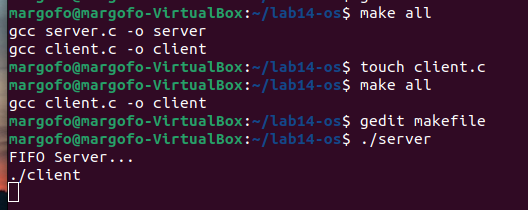 margofo@margofo-VirtualBox:~/lab14-os$ make all
gcc server.c -o server
gcc client.c -o client
margofo@margofo-VirtualBox:~/lab14-os$ touch client.c
margofo@margofo-VirtualBox:~/lab14-os$ make all
gcc client.c -o client
margofo@margofo-VirtualBox:~/lab14-os$ gedit makefile
margofo@margofo-VirtualBox:~/lab14-os$ ./server
FIFO Server...
./client